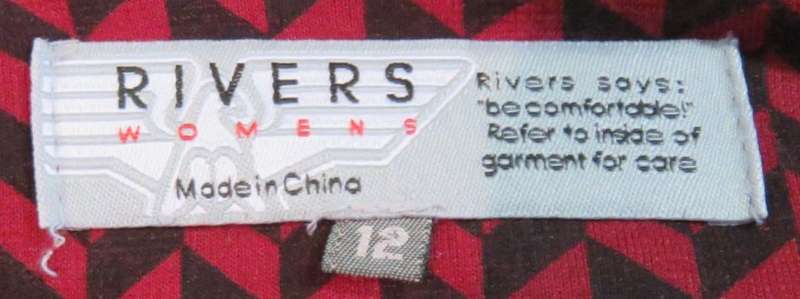 RIVERS
WOMENS
Made in China
Rivers says:
"be comfortable!"
Refer to inside of
garment for care
12